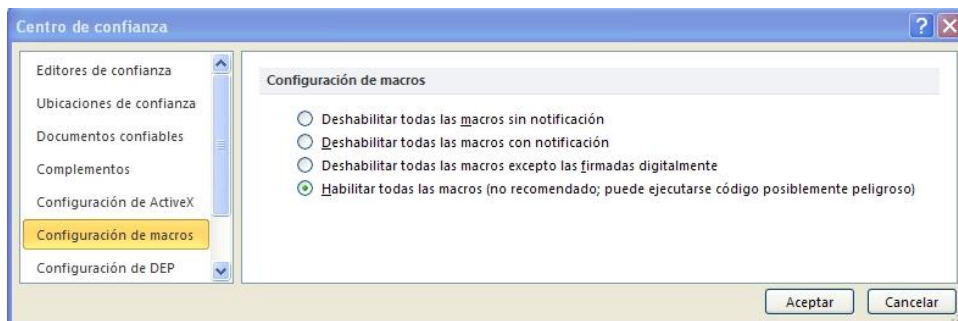 Centro de confianza
Editores de confianza
Ubicaciones de confianza
Documentos confiables
Complementos
Configuración de ActiveX
Configuración de macros
Configuración de DEP
Configuración de macros
Deshabilitar todas las macros sin notificación
Deshabilitar todas las macros con notificación
Deshabilitar todas las macros excepto las firmadas digitalmente
Habilitar todas las macros (no recomendado; puede ejecutarse código posiblemente peligroso)
Aceptar
Cancelar